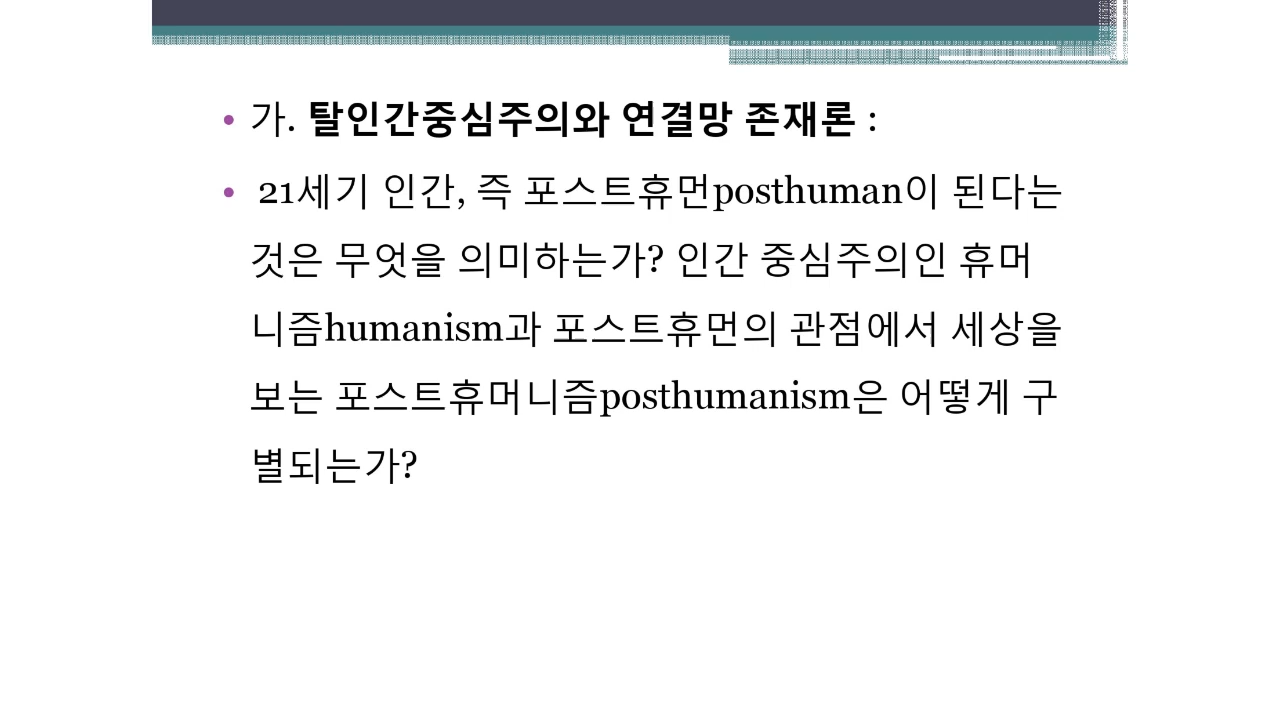 • 가. 탈인간중심주의와 연결망 존재론 :
• 21세기 인간, 즉 포스트휴먼posthuman이 된다는
것은 무엇을 의미하는가? 인간 중심주의인 휴머
니즘humanism과 포스트휴먼의 관점에서 세상을
보는 포스트휴머니즘posthumanism은 어떻게 구
별되는가?